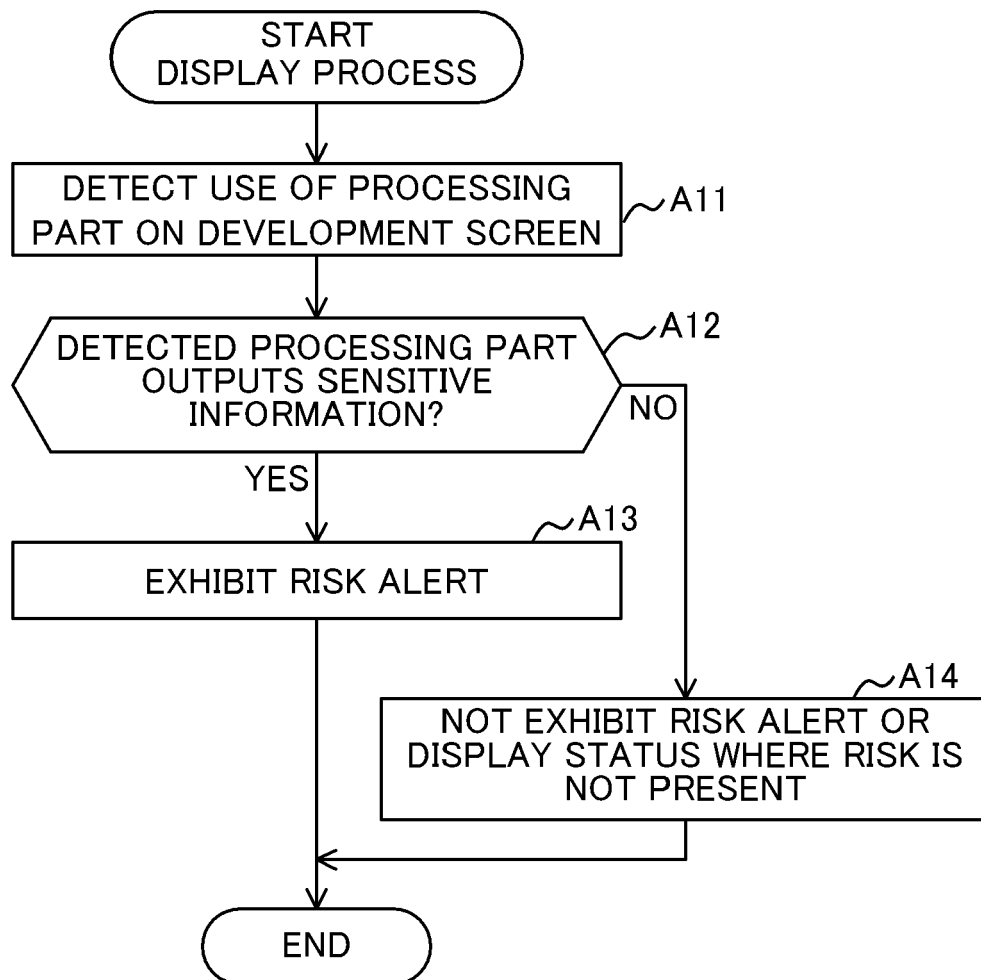 START
DISPLAY PROCESS
DETECT USE OF PROCESSING
PART ON DEVELOPMENT SCREEN
A11
A12
DETECTED PROCESSING PART
OUTPUTS SENSITIVE
INFORMATION?
NO
YES
A13
EXHIBIT RISK ALERT
A14
NOT EXHIBIT RISK ALERT OR
DISPLAY STATUS WHERE RISK IS
NOT PRESENT
END